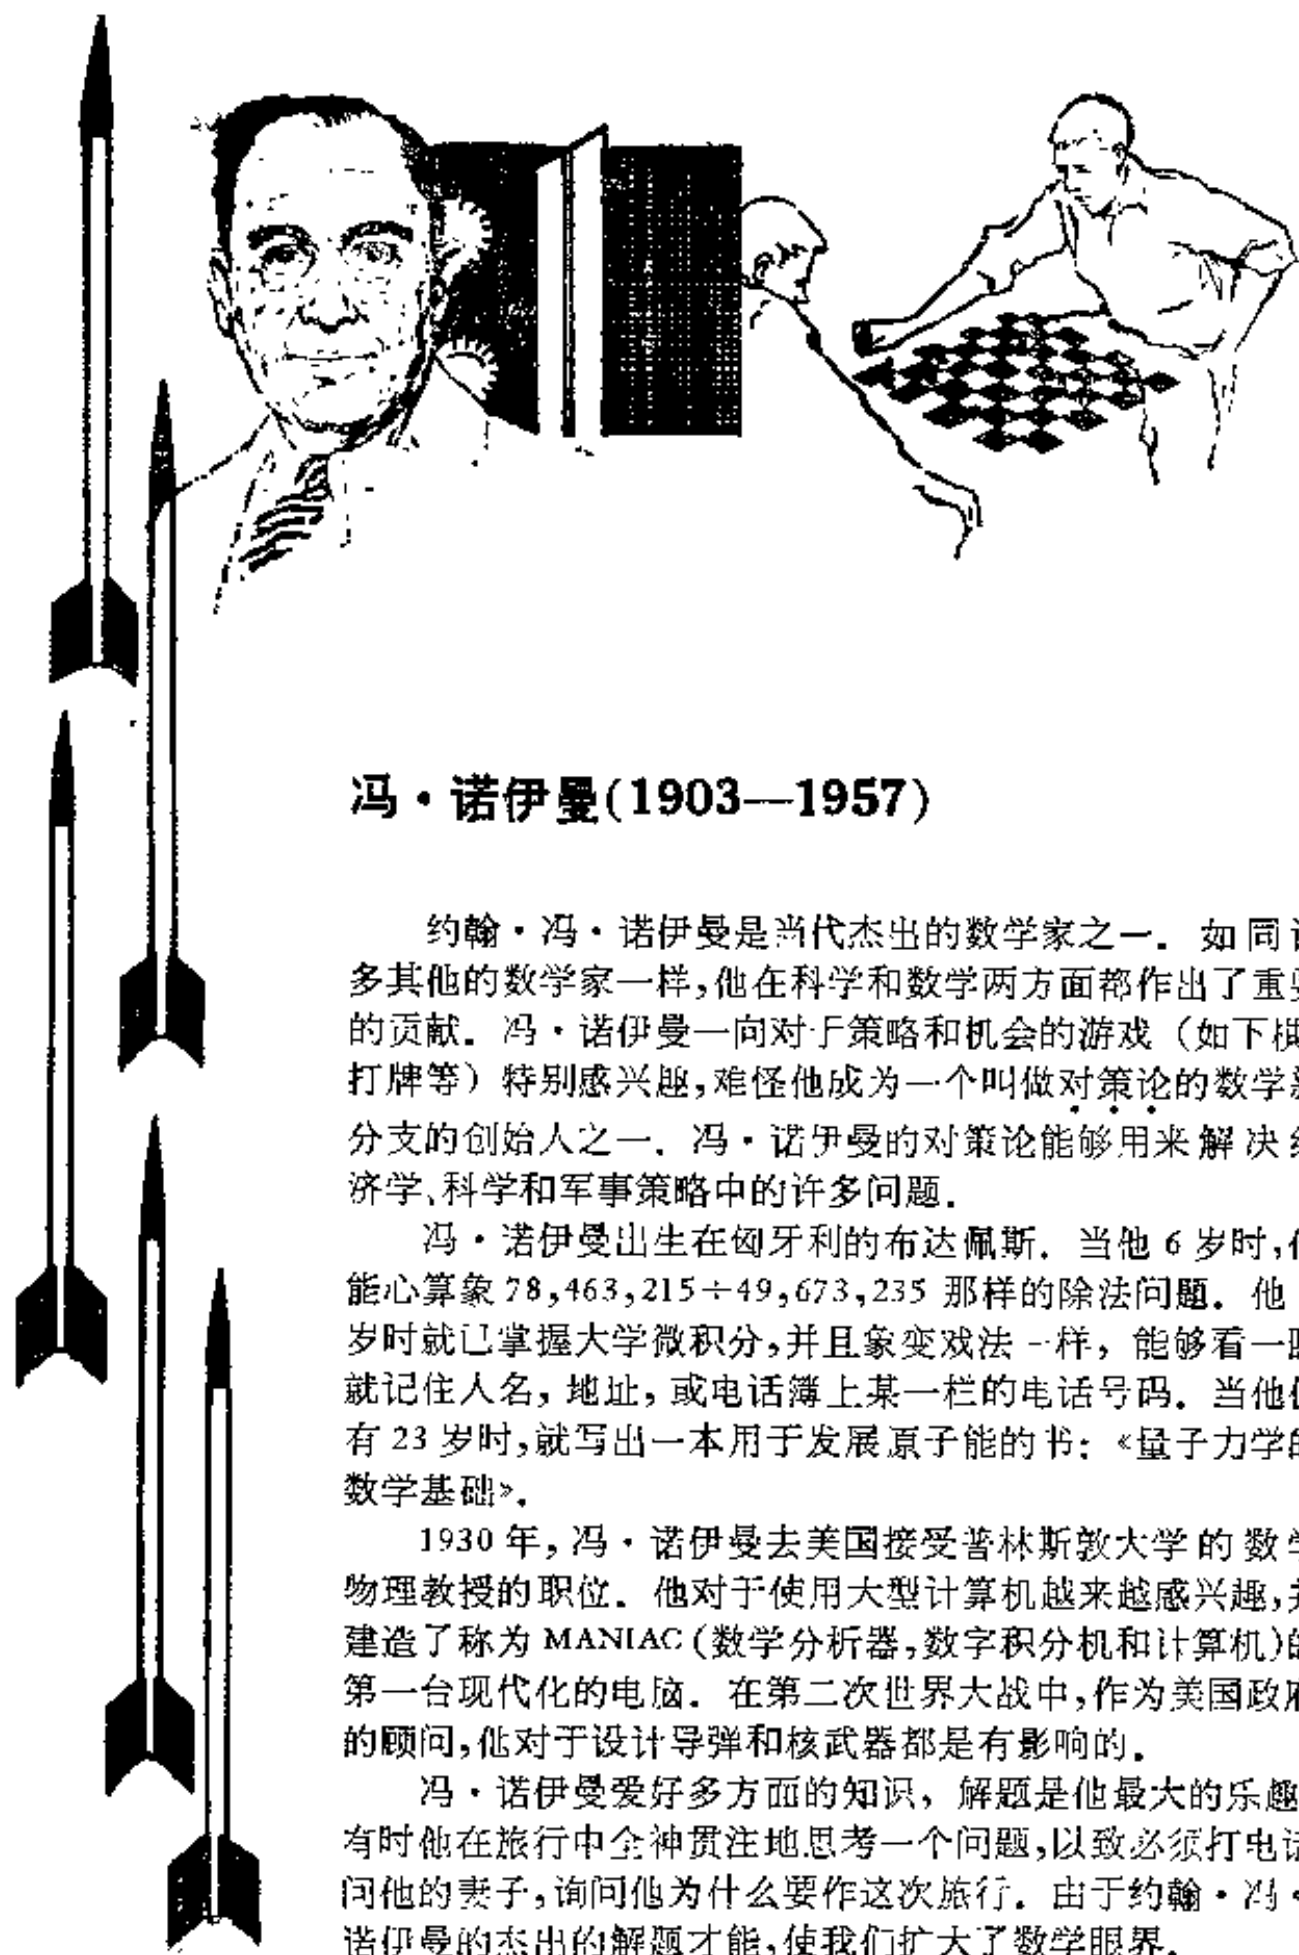 冯·诺伊曼(1903—1957)
约翰·冯·诺伊曼是当代杰出的数学家之一．如同
多其他的数学家一样,他在科学和数学两方面都作出了重要
的贡献．冯·诺伊曼一向对于策略和机会的游戏（如下棋
打牌等）特别感兴趣,难怪他成为一个叫做对策论的数学
分支的创始人之一．冯·诺伊曼的对策论能够用来解决
济学、科学和军事策略中的许多问题．
冯·诺伊曼出生在匈牙利的布达佩斯．当他 6 岁时,
能心算象 78,463,215÷49,673,235 那样的除法问题．他
岁时就已掌握大学微积分,并且象变戏法一样，能够看一眼
就记住人名，地址，或电话簿上某一栏的电话号码．当他仅
有 23 岁时,就写出一本用于发展原子能的书：《量子力学的
数学基础》．
1930 年，冯·诺伊曼去美国接受普林斯敦大学的数学
物理教授的职位．他对于使用大型计算机越来越感兴趣,并
建造了称为 MANIAC (数学分析器,数字积分机和计算机)的
第一台现代化的电脑．在第二次世界大战中,作为美国政府
的顾问,他对于设计导弹和核武器都是有影响的．
冯·诺伊曼爱好多方面的知识，解题是他最大的乐趣
有时他在旅行中全神贯注地思考一个问题,以致必须打电话
问他的妻子,询问他为什么要作这次旅行．由于约翰·冯·
诺伊曼的杰出的解题才能,使我们扩大了数学眼界．